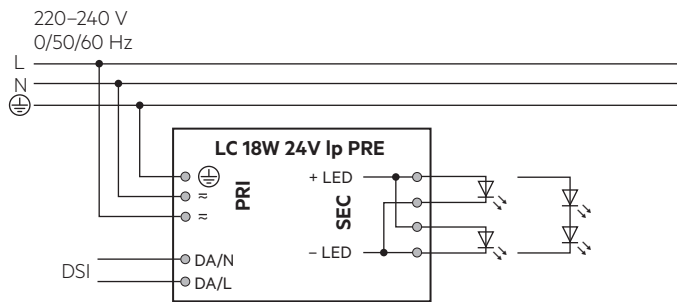 220–240 V
0/50/60 Hz
L
N
LC 18W 24V lp PRE
PRI
≂
≂
+ LED
SEC
– LED
DSI
DA/N
DA/L